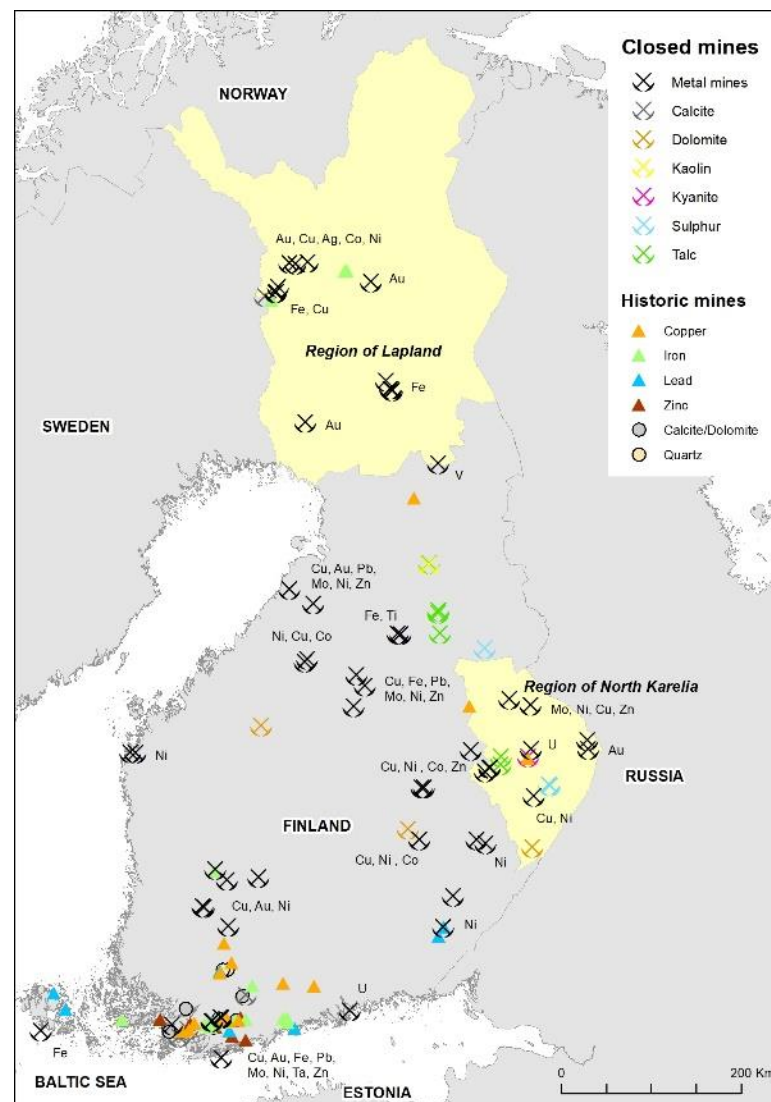 NORWAY
Au, Cu, Ag, Co, Ni
Au
Fe, Cu
Region of Lapland
Fe
SWEDEN
Au
V
Cu, Au, Pb,
Mo, Ni, Zn
Fe, Ti
Ni, Cu, Co
Cu, Fe, Pb,
Mo, Ni, Zn
Region of North Karelia
Mo, Ni, Cu, Zn
Ni
U
Au
Cu, Ni , Co, Zn
RUSSIA
Cu, Ni
FINLAND
Cu, Ni , Co
Ni
Cu, Au, Ni
Ni
U
Fe
Cu, Au, Fe, Pb,
Mo, Ni, Ta, Zn
BALTIC SEA
ESTONIA
0
200 Km
Closed mines
Metal mines
Calcite
Dolomite
Kaolin
Kyanite
Sulphur
Talc
Historic mines
Copper
Iron
Lead
Zinc
Calcite/Dolomite
Quartz